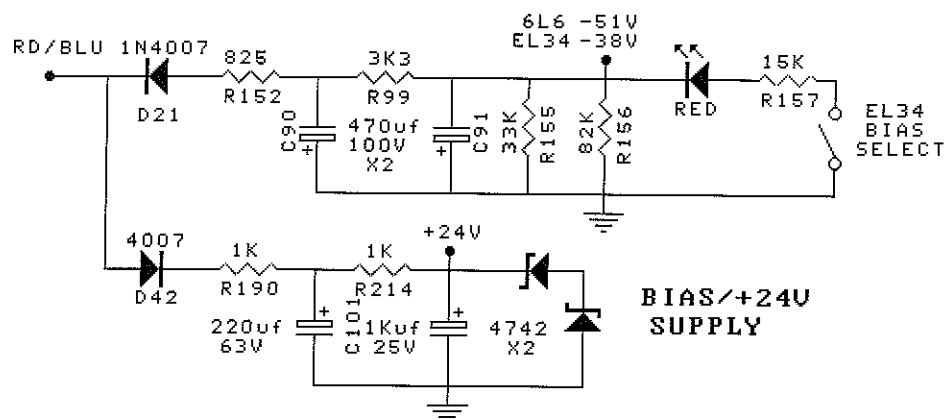 6L6 -51V
EL34 -38V
RD/BLU 1N4007
825
3K3
15K
D21
R152
R99
RED
R157
C90
470uf
100V
X2
C91
33K
R155
82K
R156
EL34
BIAS
SELECT
+
+
4007
1K
1K
+24V
D42
R190
R214
BIAS/+24V
SUPPLY
220uf
63V
+
C101
1Kuf
25V
+
4742
X2